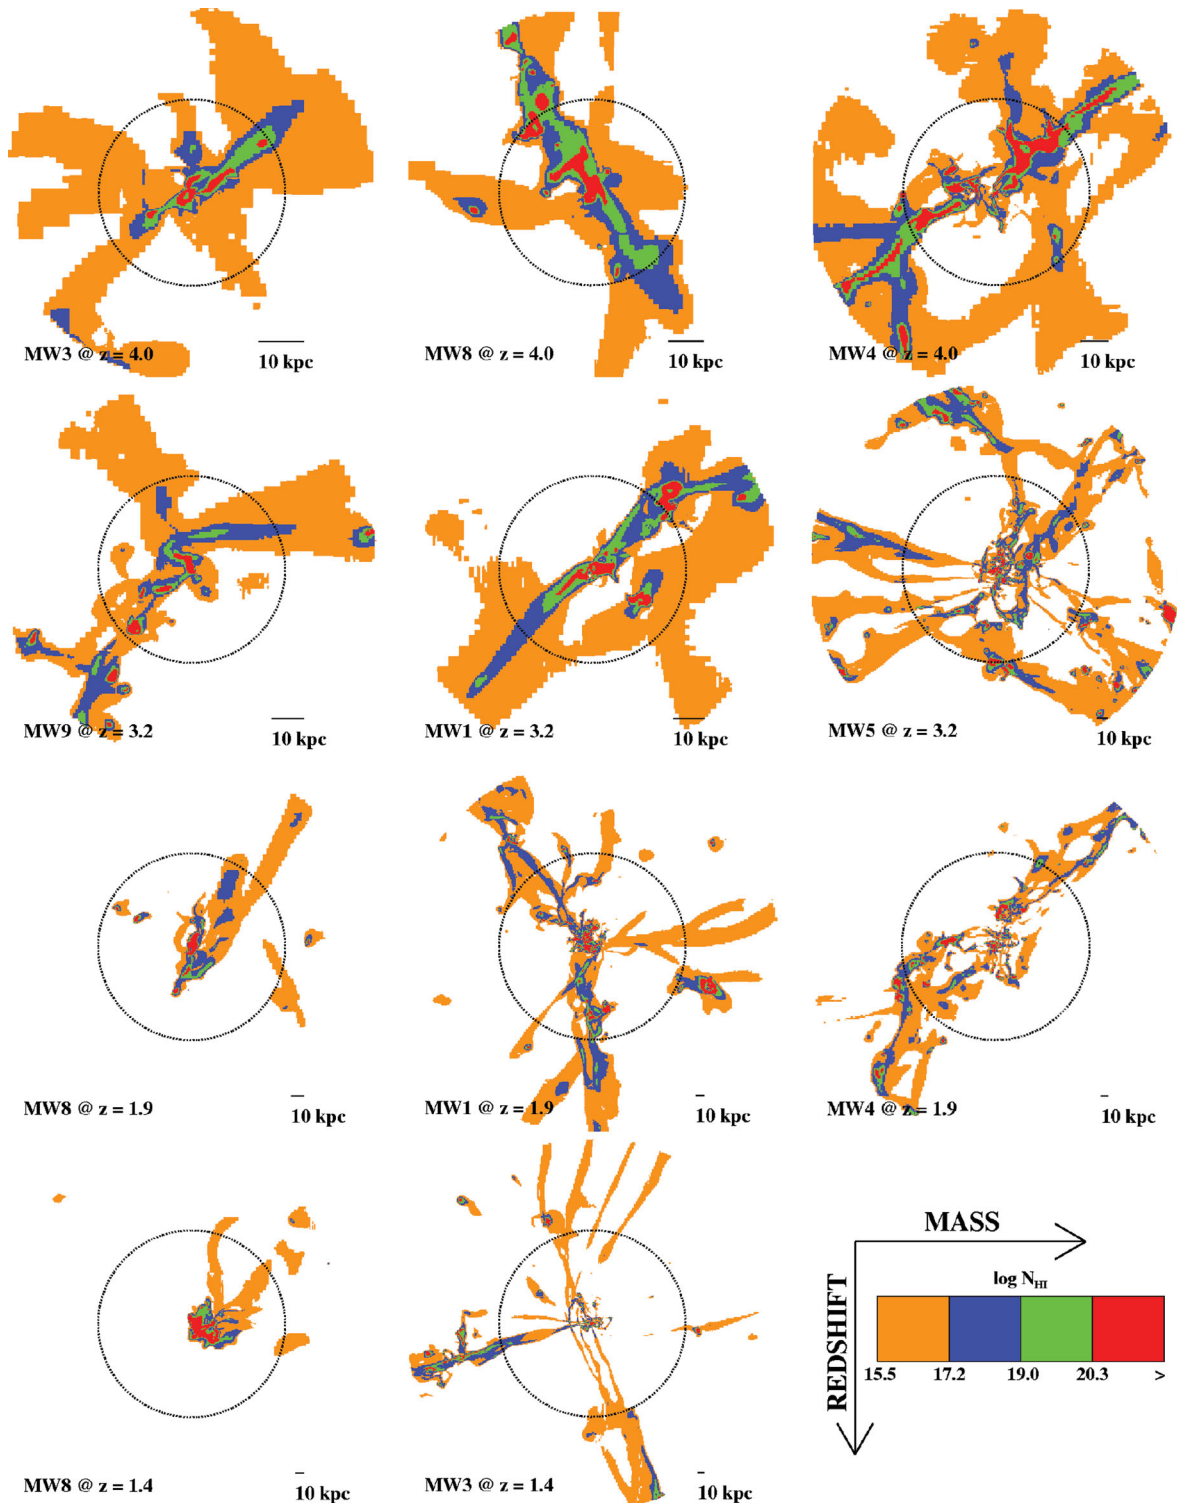 MW3 @ z = 4.0
10 kpc
MW8 @ z = 4.0
10 kpc
MW4 @ z = 4.0
10 kpc
MW9 @ z = 3.2
10 kpc
MW1 @ z = 3.2
10 kpc
MW5 @ z = 3.2
10 kpc
MW8 @ z = 1.9
10 kpc
MW1 @ z = 1.9
10 kpc
MW4 @ z = 1.9
10 kpc
MW8 @ z = 1.4
10 kpc
MW3 @ z = 1.4
10 kpc
MASS
REDSHIFT
log N_HI
15.5 17.2 19.0 20.3 >